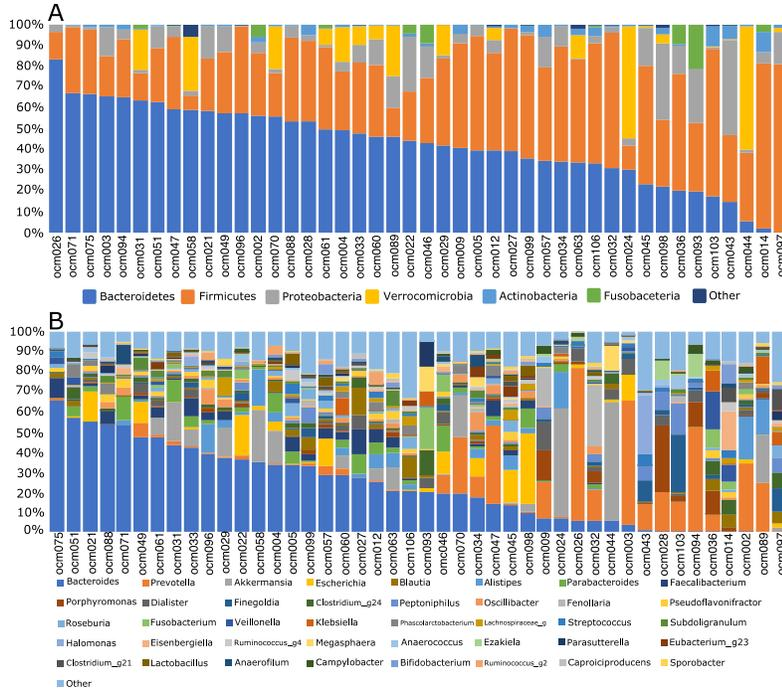 A
100%
90%
80%
70%
60%
50%
40%
30%
20%
10%
0%
ocm026 ocm071 ocm075 ocm003 ocm094 ocm031 ocm051 ocm047 ocm058 ocm021 ocm049 ocm096 ocm002 ocm070 ocm088 ocm028 ocm061 ocm004 ocm033 ocm060 ocm089 ocm022 ocm046 ocm029 ocm009 ocm005 ocm012 ocm027 ocm099 ocm057 ocm034 ocm063 ocm106 ocm032 ocm024 ocm045 ocm098 ocm036 ocm093 ocm103 ocm043 ocm044 ocm014 ocm097
Bacteroidetes Firmicutes Proteobacteria Verrocomicrobia Actinobacteria Fusobaceteria Other
B
100%
90%
80%
70%
60%
50%
40%
30%
20%
10%
0%
ocm075 ocm051 ocm021 ocm088 ocm071 ocm049 ocm061 ocm031 ocm033 ocm096 ocm029 ocm022 ocm058 ocm004 ocm005 ocm099 ocm057 ocm060 ocm027 ocm012 ocm063 ocm106 ocm093 omc046 ocm070 ocm034 ocm047 ocm045 ocm098 ocm009 ocm024 ocm026 ocm032 ocm044 ocm003 ocm043 ocm028 ocm103 ocm094 ocm036 ocm014 ocm002 ocm089 ocm097
Bacteroides Prevotella Akkermansia Escherichia Blautia Alistipes Parabacteroides Faecalibacterium
Porphyromonas Dialister Finegoldia Clostridium_g24 Peptoniphilus Oscillibacter Fenollaria Pseudoflavonifractor
Roseburia Fusobacterium Veillonella Klebsiella Phascolarctobacterium Lachnospiraceae_g Streptococcus Subdoligranulum
Halomonas Eisenbergiella Ruminococcus_g4 Megasphaera Anaerococcus Ezakiela Parasutterella Eubacterium_g23
Clostridium_g21 Lactobacillus Anaerofilum Campylobacter Bifidobacterium Ruminococcus_g2 Caproiciproducens Sporobacter
Other